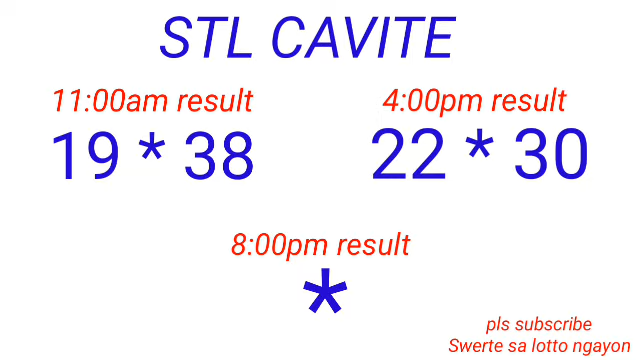 STL CAVITE
11:00am result
19 * 38
4:00pm result
22 * 30
8:00pm result
*
pls subscribe
Swerte sa lotto ngayon